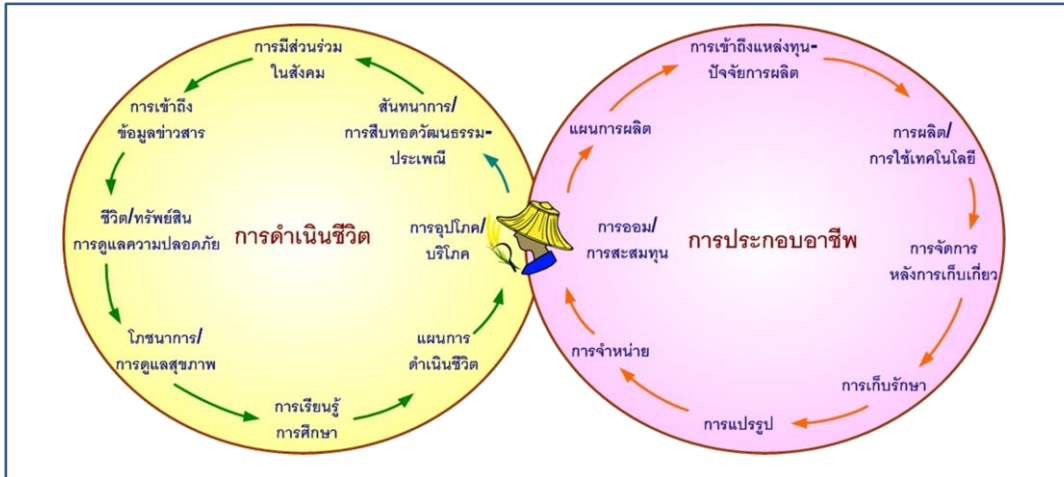 การมีส่วนร่วม
ในสังคม
การเข้าถึง
ข้อมูลข่าวสาร
ชีวิต/ทรัพย์สิน
การดูแลความปลอดภัย
โภชนาการ/
การดูแลสุขภาพ
การเรียนรู้
การศึกษา
แผนการ
ดำเนินชีวิต
การอุปโภค/
บริโภค
สันทนาการ/
การสืบทอดวัฒนธรรม-
ประเพณี
การดำเนินชีวิต
การเข้าถึงแหล่งทุน-
ปัจจัยการผลิต
การผลิต/
การใช้เทคโนโลยี
การจัดการ
หลังการเก็บเกี่ยว
การเก็บรักษา
การแปรรูป
การจำหน่าย
การออม/
การสะสมทุน
แผนการผลิต
การประกอบอาชีพ